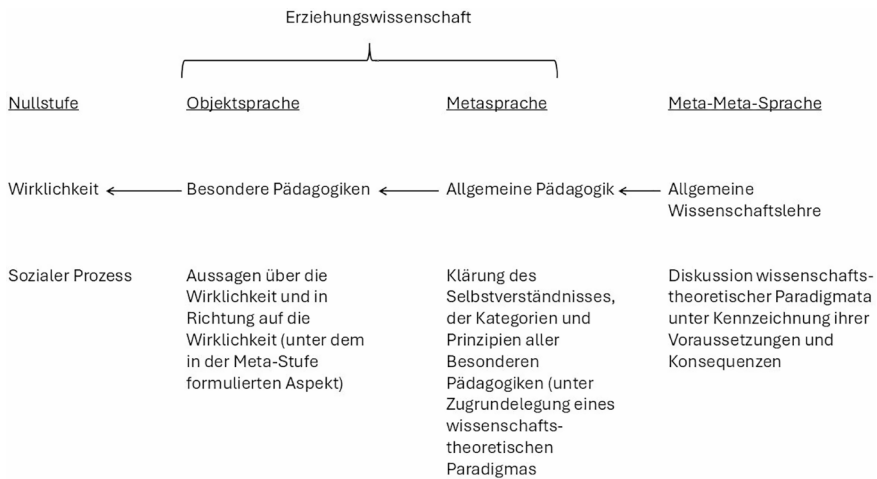 Erziehungswissenschaft
Nullstufe
Objektsprache
Metasprache
Meta-Meta-Sprache
Wirklichkeit
Besondere Pädagogiken
Allgemeine Pädagogik
Allgemeine
Wissenschaftslehre
Sozialer Prozess
Aussagen über die
Wirklichkeit und in
Richtung auf die
Wirklichkeit (unter dem
in der Meta-Stufe
formulierten Aspekt)
Klärung des
Selbstverständnisses,
der Kategorien und
Prinzipien aller
Besonderen
Pädagogiken (unter
Zugrundelegung eines
wissenschafts-
theoretischen
Paradigmas
Diskussion wissenschafts-
theoretischer Paradigmata
unter Kennzeichnung ihrer
Voraussetzungen und
Konsequenzen